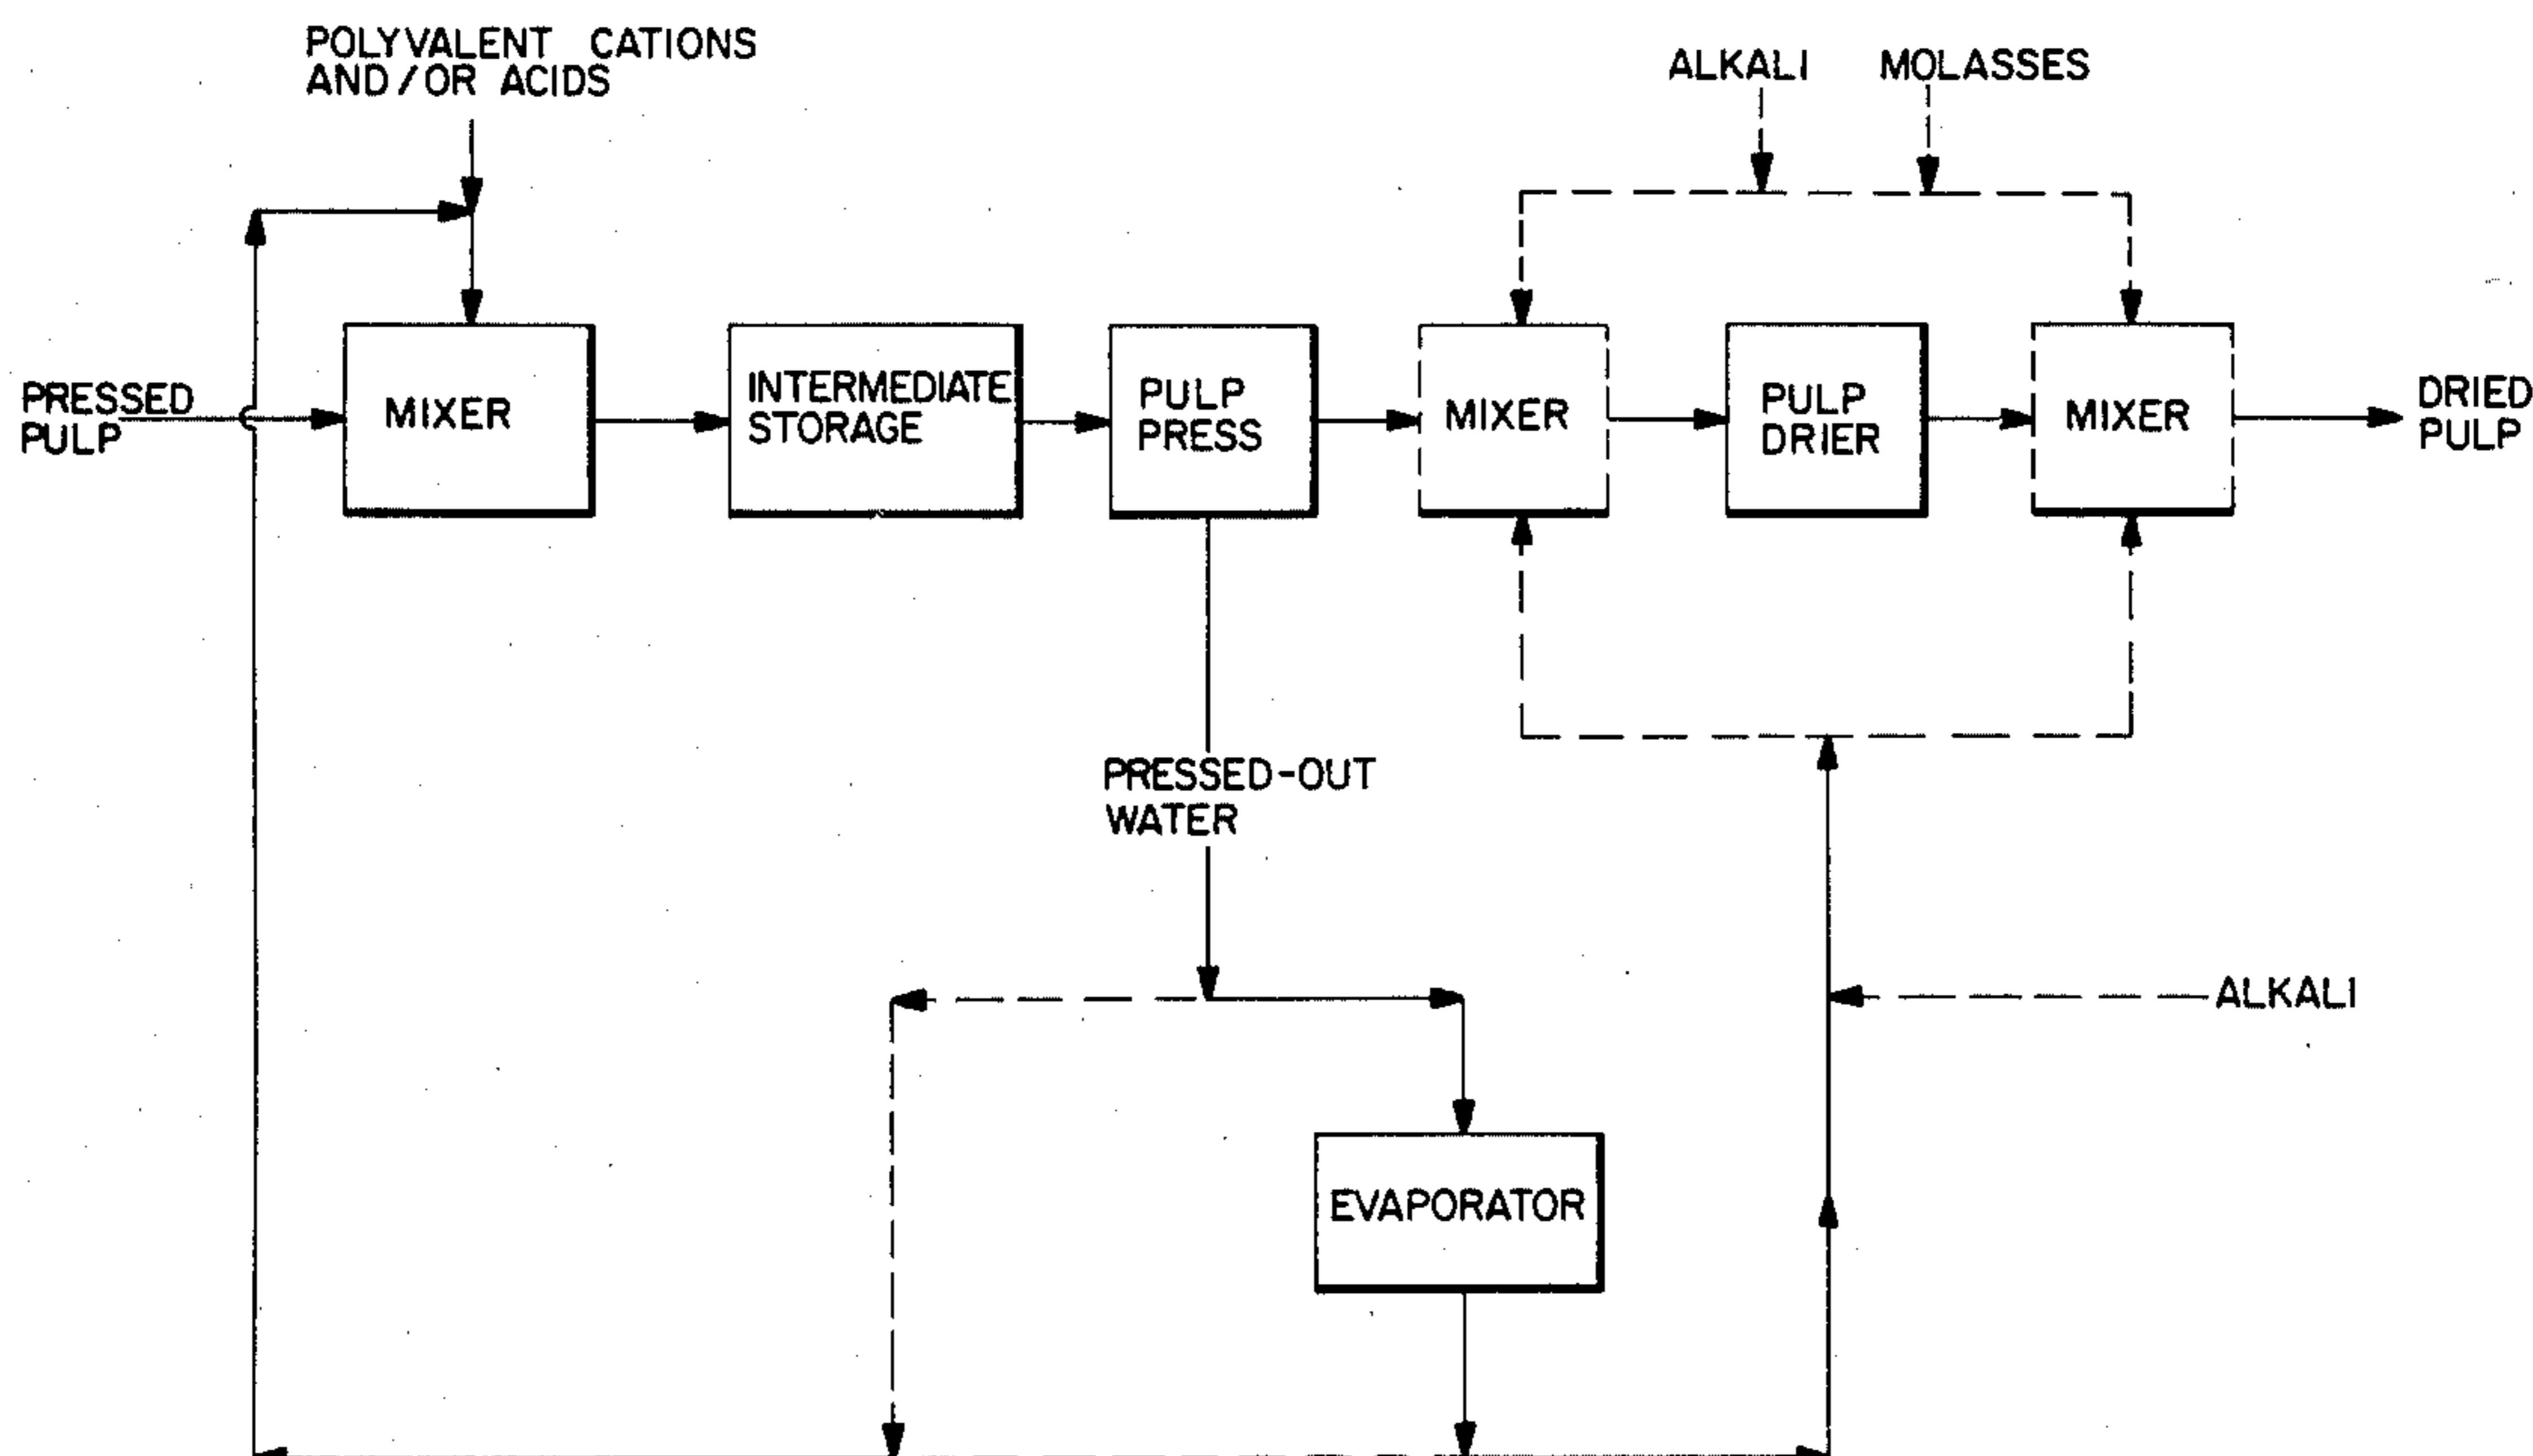 POLYVALENT CATIONS
AND/OR ACIDS
ALKALI
MOLASSES
PRESSED
PULP
MIXER
INTERMEDIATE
STORAGE
PULP
PRESS
MIXER
PULP
DRIER
MIXER
DRIED
PULP
PRESSED-OUT
WATER
ALKALI
EVAPORATOR